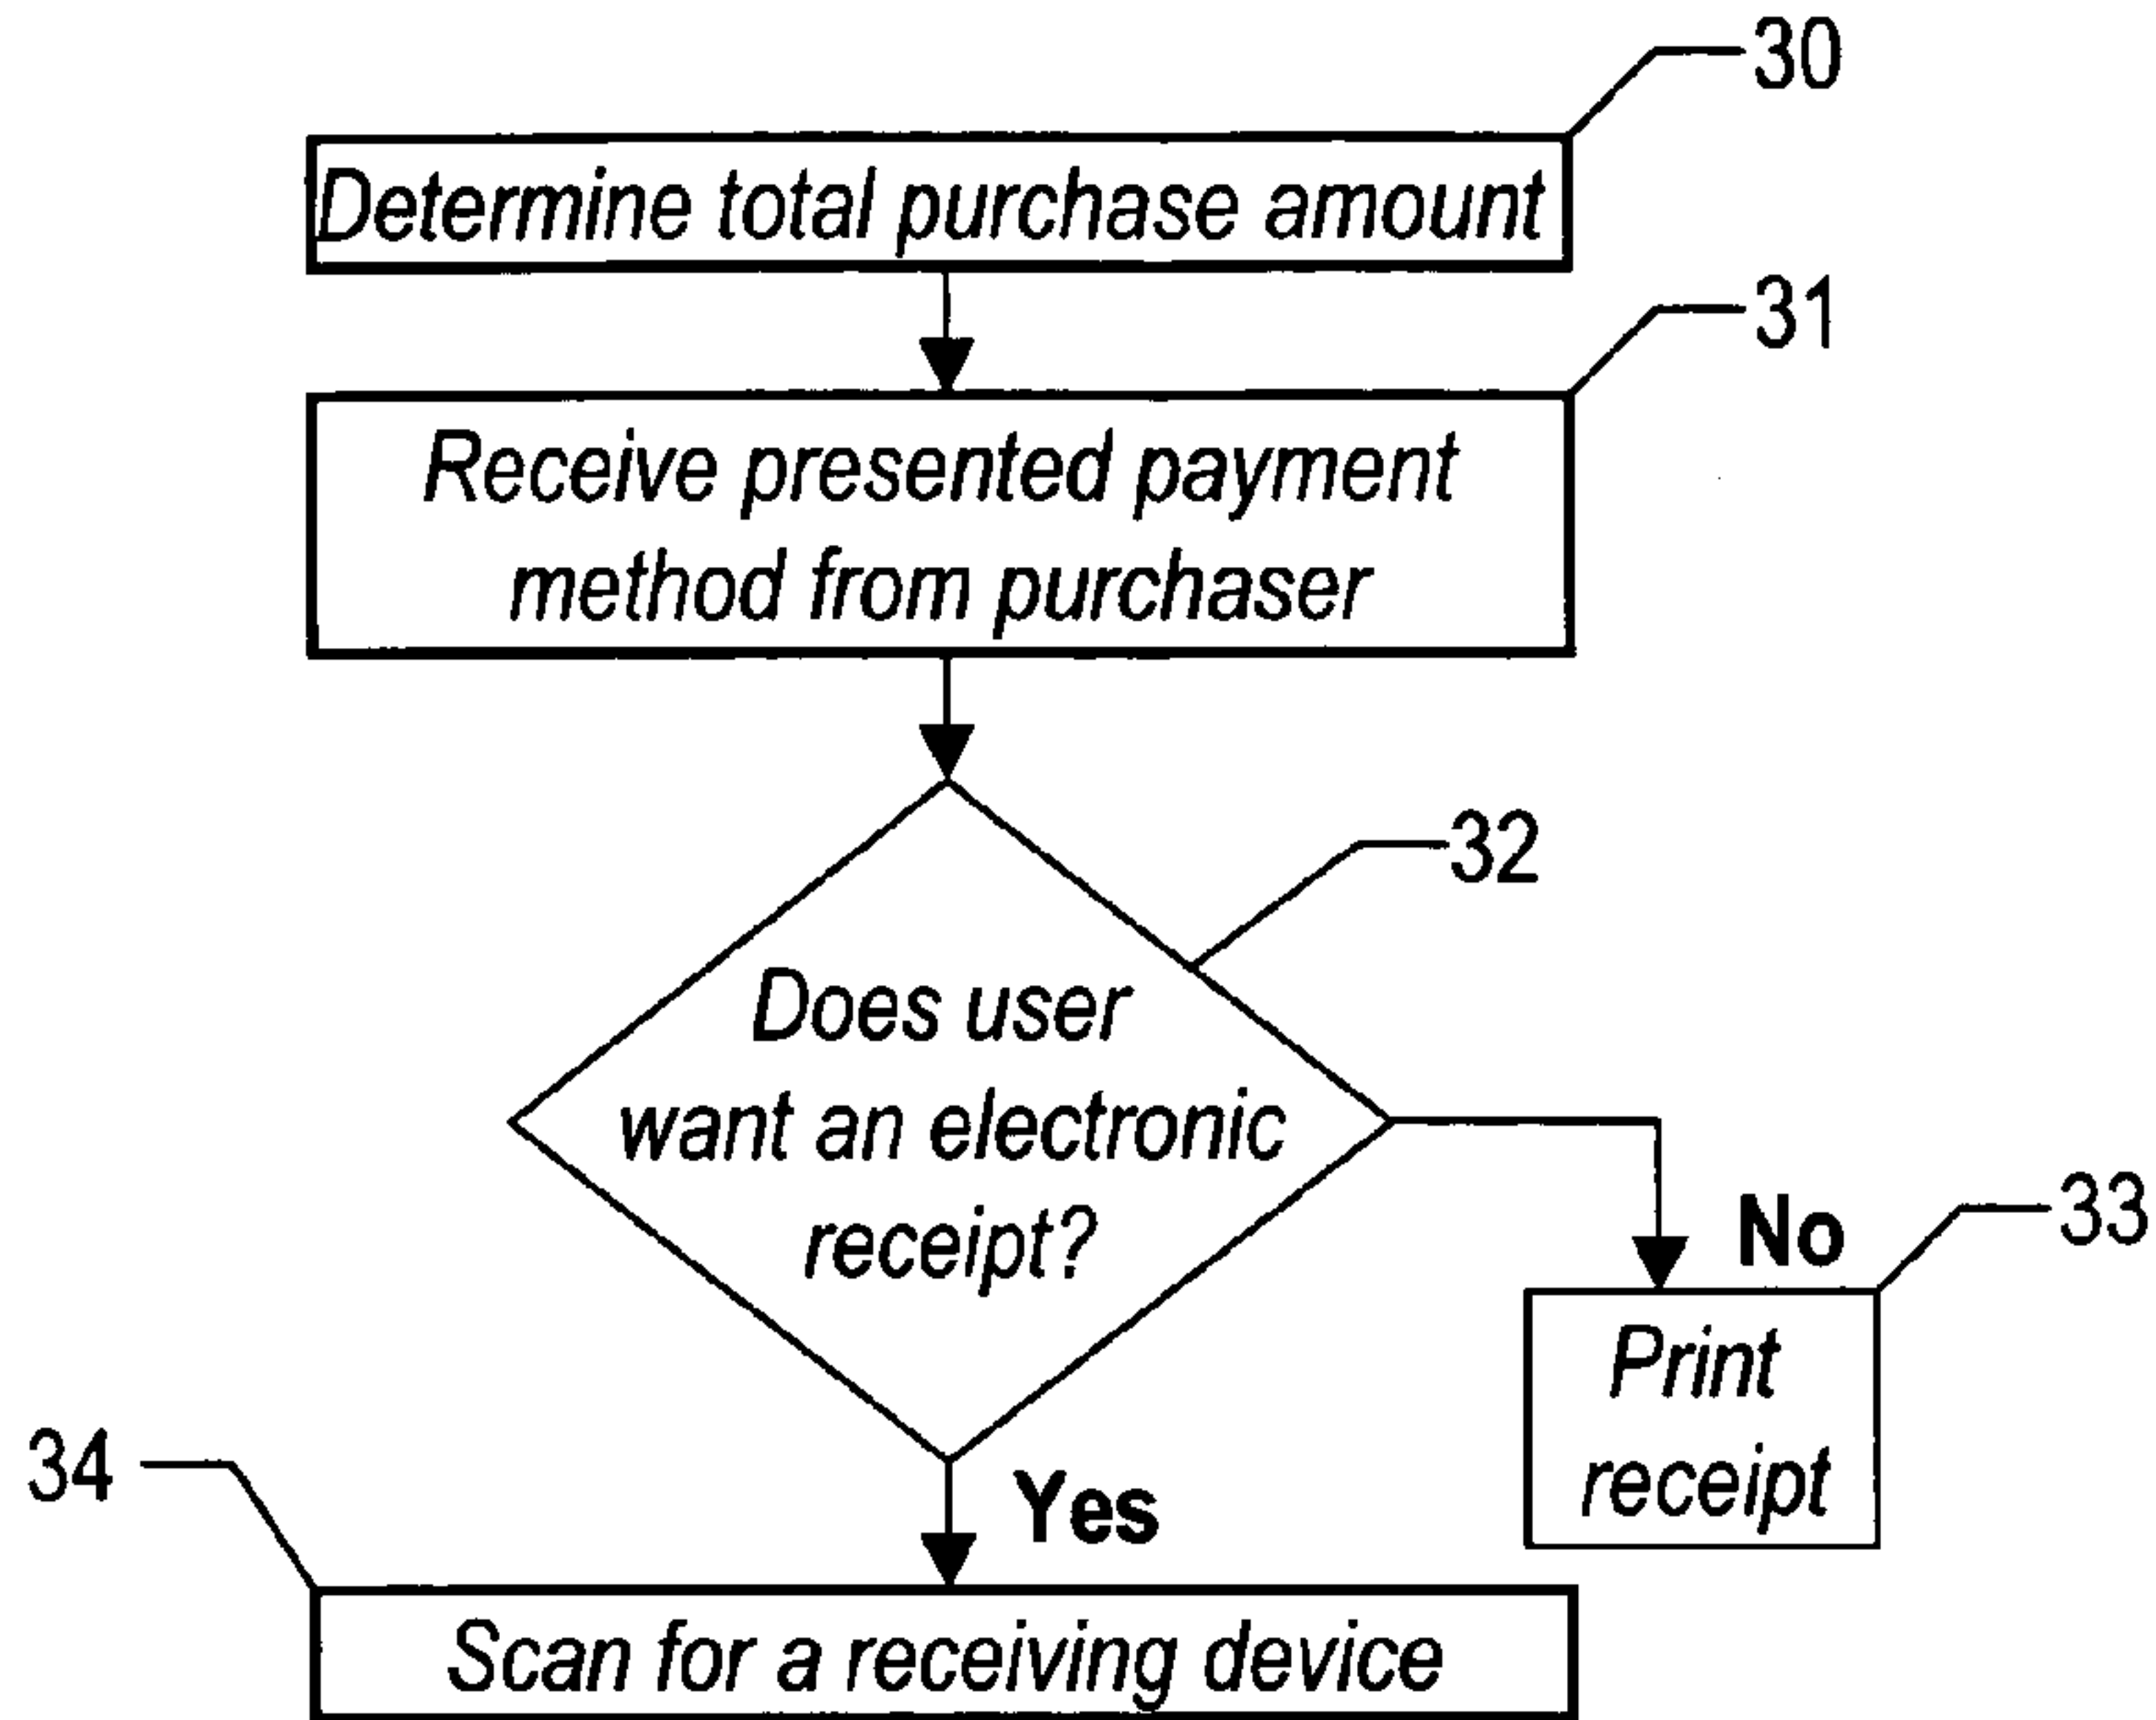 30
Determine total purchase amount
31
Receive presented payment
method from purchaser
32
Does user
want an electronic
receipt?
No
33
Print
receipt
34
Yes
Scan for a receiving device